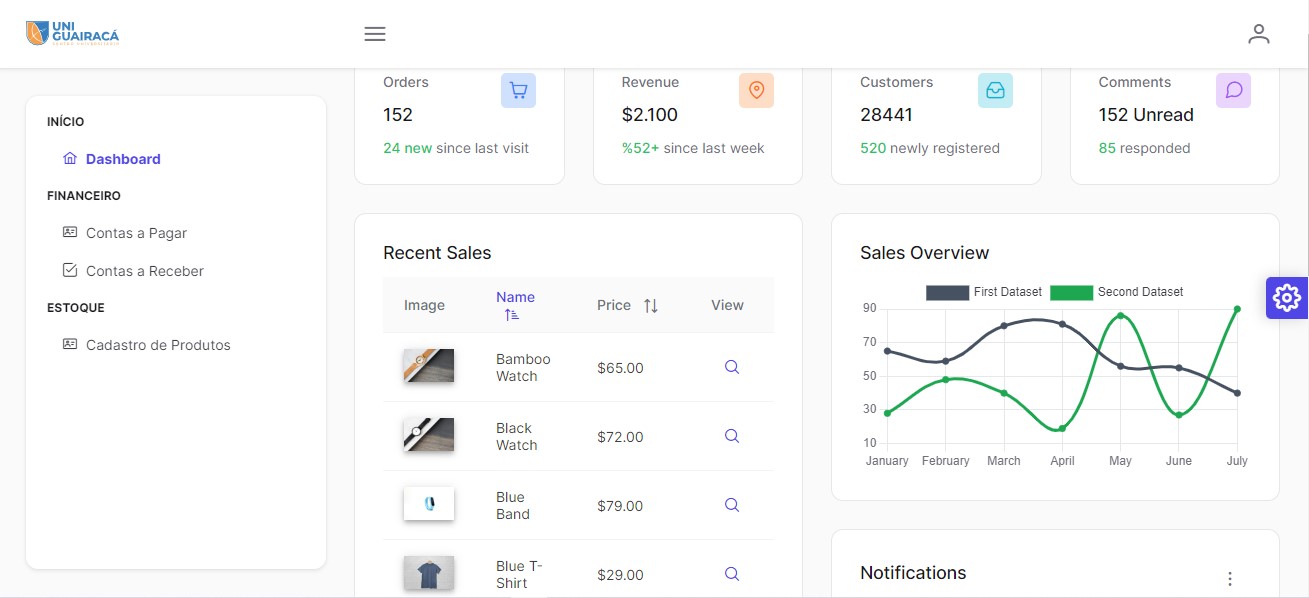 UNI
GUAIRACÁ
CENTRO UNIVERSITÁRIO
INÍCIO
Dashboard
FINANCEIRO
Contas a Pagar
Contas a Receber
ESTOQUE
Cadastro de Produtos
Orders
152
24 new since last visit
Revenue
$2.100
%52+ since last week
Customers
28441
520 newly registered
Comments
152 Unread
85 responded
Recent Sales
Image Name Price View
Bamboo
Watch
$65.00
Black
Watch
$72.00
Blue
Band
$79.00
Blue T-
Shirt
$29.00
Sales Overview
First Dataset Second Dataset
90
70
50
30
10
January February March April May June July
Notifications